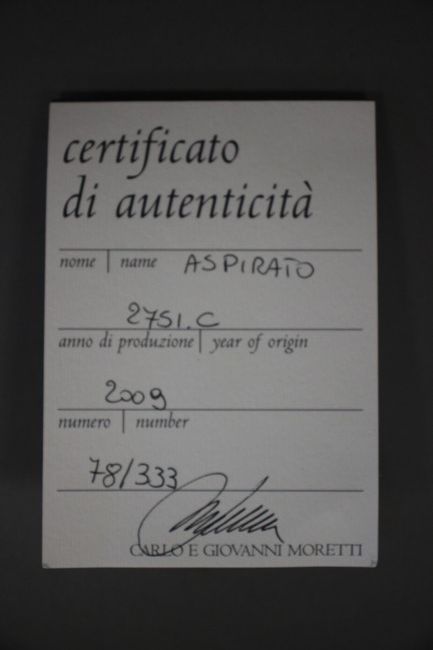 certificato
di autenticità
nome | name ASPIRATO
2751.C
anno di produzione | year of origin
2009
numero | number
78/333
CARLO E GIOVANNI MORETTI